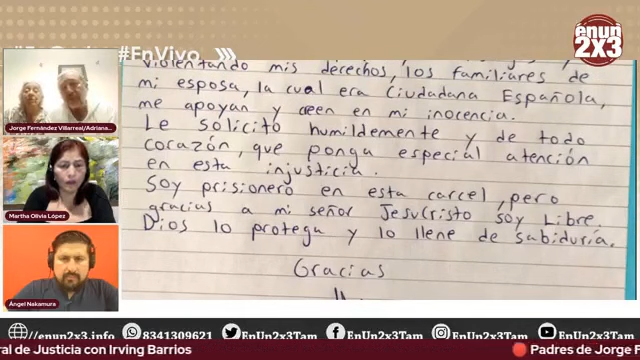 #EnVivo
enun
2x3
violentando mis derechos, los familiares de
mi esposa, la cual era Ciudadana Española,
me apoyan y creen en mi inocencia.
Le solicito humildemente y de todo
corazón, que ponga especial atención
en esta injusticia.
Soy prisionero en esta carcel, pero
gracias a mi señor Jesucristo soy Libre.
Dios lo protega y lo llene de sabiduría.
Gracias
Jorge Fernández Villarreal/Adriana...
Martha Olivia López
Ángel Nakamura
//enun2x3.info
8341309621
EnUn2x3Tam
EnUn2x3Tam
EnUn2x3Tam
EnUn2x3Tam
ral de Justicia con Irving Barrios
Padres de Jorge F